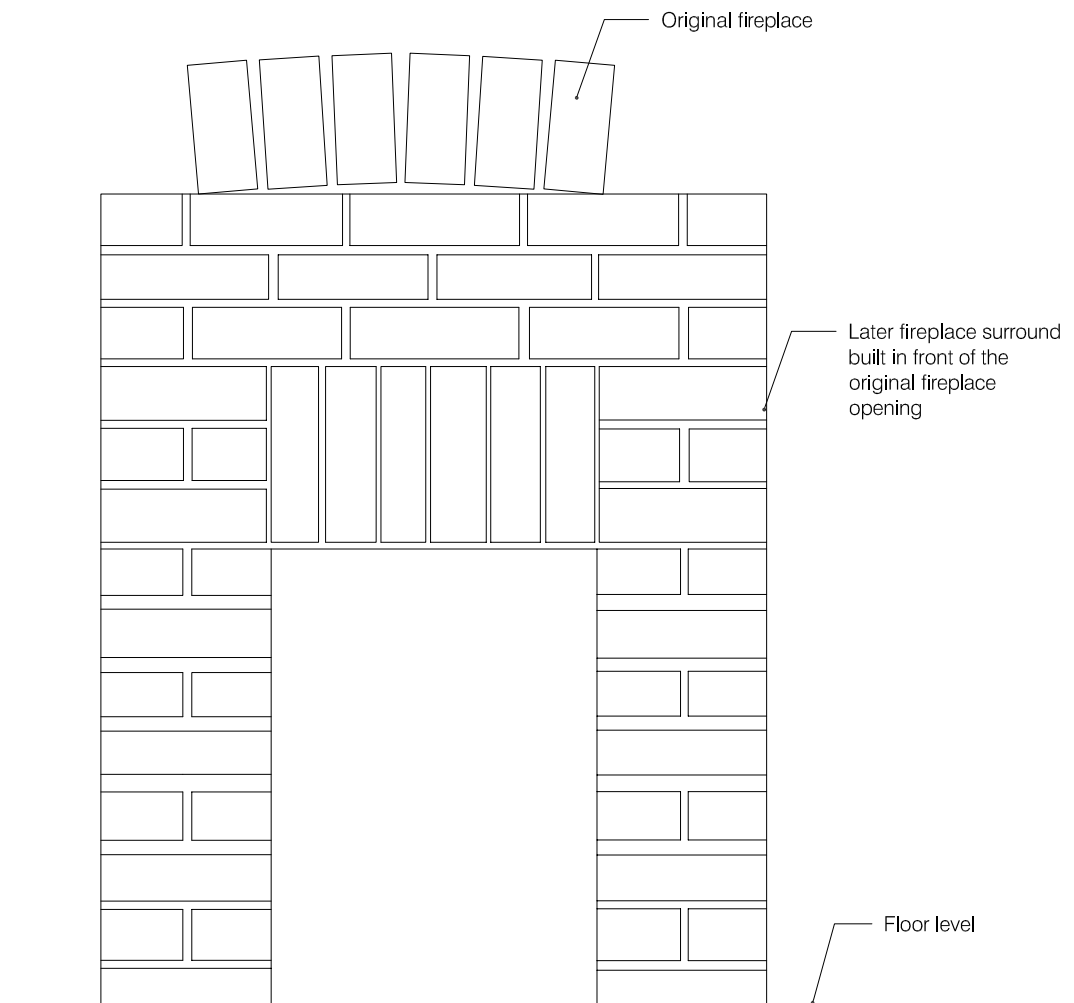 Original fireplace
Later fireplace surround
built in front of the
original fireplace
opening
Floor level